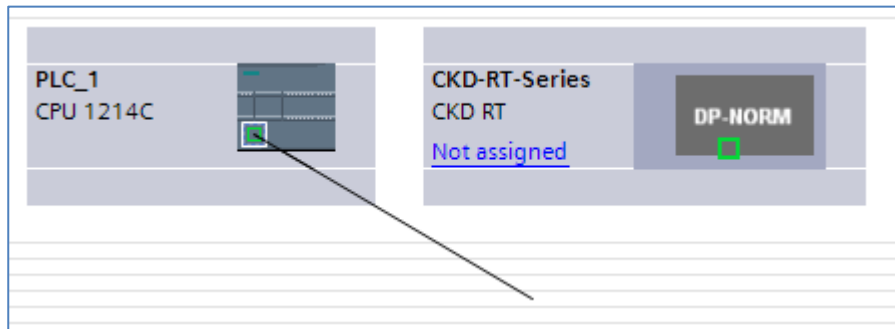 PLC_1
CPU 1214C
CKD-RT-Series
CKD RT
Not assigned
DP-NORM